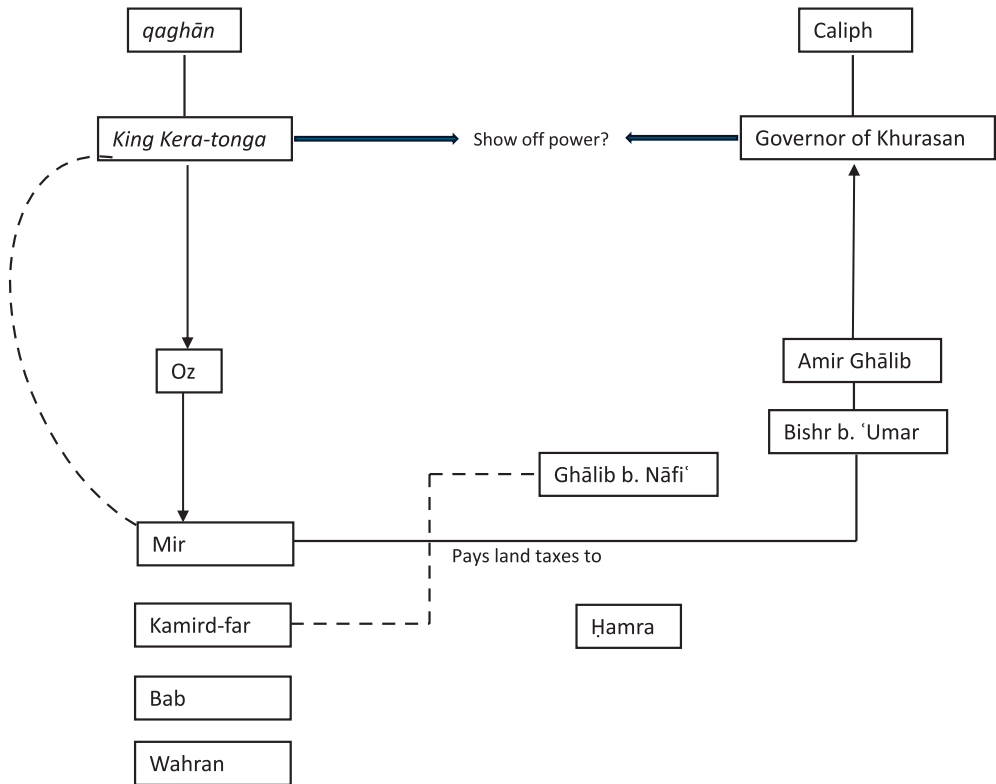 qaghān
Caliph
King Kera-tonga
Show off power?
Governor of Khurasan
Oz
Amir Ghālib
Bishr b. ʿUmar
Ghālib b. Nāfiʿ
Mir
Pays land taxes to
Kamird-far
Ḥamra
Bab
Wahran